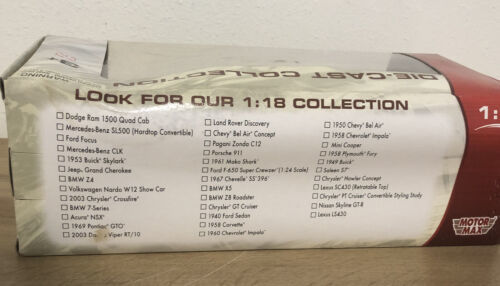 DIE-CAST COLLECTION
WARNING
LOOK FOR OUR 1:18 COLLECTION
Dodge Ram 1500 Quad Cab
Mercedes-Benz SL500 (Hardtop Convertible)
Ford Focus
Mercedes-Benz CLK
1953 Buick Skylark
Jeep Grand Cherokee
BMW Z4
Volkswagen Nardo W12 Show Car
2003 Chrysler Crossfire
BMW 7-Series
Acura NSX
1969 Pontiac GTO
2003 Viper RT/10
Land Rover Discovery
Chevy Bel Air Concept
Pagani Zonda C12
Porsche 911
1961 Mako Shark
Ford F-650 Super Crewzer (1:24 Scale)
1967 Chevelle SS 396
BMW X5
BMW Z8 Roadster
Chrysler GT Cruiser
1940 Ford Sedan
1958 Corvette
1960 Chevrolet Impala
1950 Chevy Bel Air
1958 Chevrolet Impala
Mini Cooper
1958 Plymouth Fury
1949 Buick
Saleen S7
Chrysler Howler Concept
Lexus SC430 (Retratable Top)
Chrysler PT Cruiser Convertible Styling Study
Nissan Skyline GT-R
Lexus LS430
1:
MOTOR
MAX